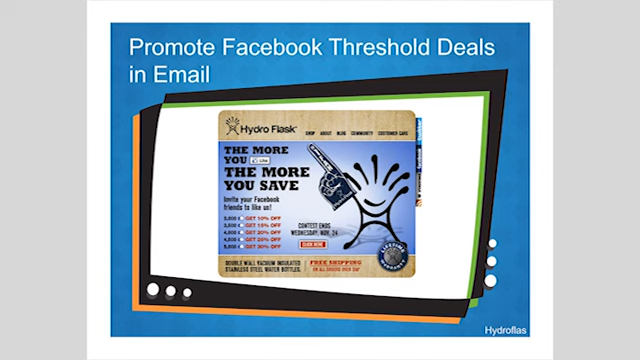 Promote Facebook Threshold Deals
in Email
Hydro Flask
SHOP ABOUT BLOG COMMUNITY CUSTOMER CARE
THE MORE
YOU Like
THE MORE
YOU SAVE
Invite your Facebook
friends to like us!
GET 10% OFF
GET 15% OFF
GET 20% OFF
GET 25% OFF
GET 30% OFF
CONTEST ENDS
WEDNESDAY, NOV. 24
CLICK HERE
LIFETIME
WARRANTY
DOUBLE WALL VACUUM INSULATED
STAINLESS STEEL WATER BOTTLES.
FREE SHIPPING
Hydroflas